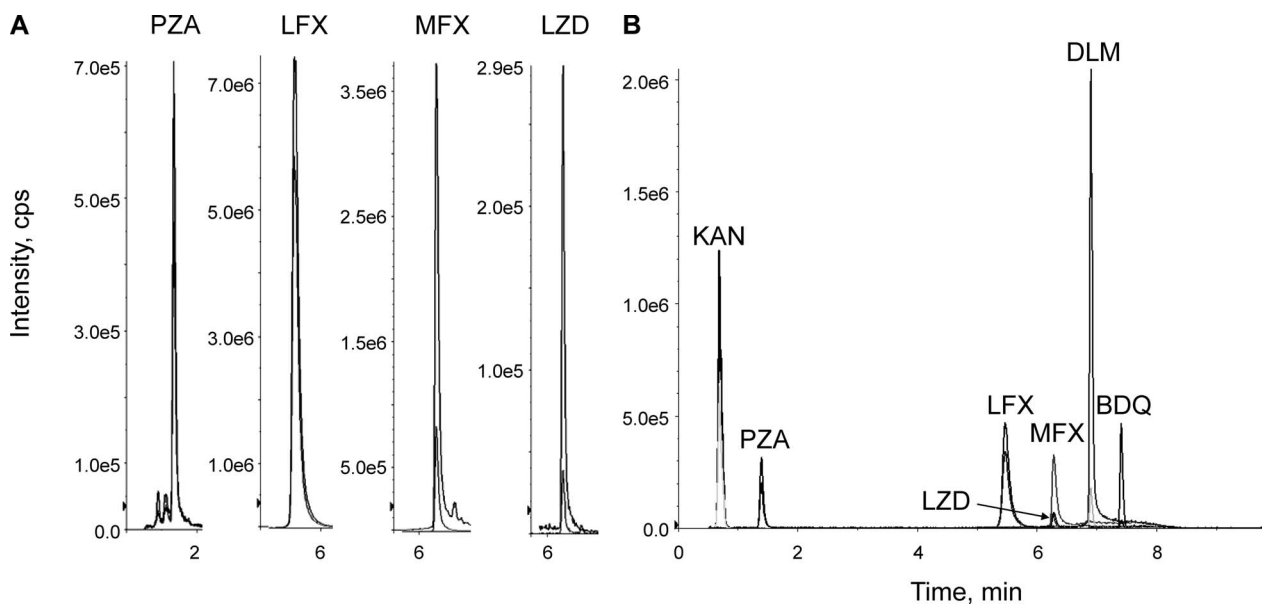 A
PZA
LFX
MFX
LZD
B
Intensity, cps
7.0e5
5.0e5
3.0e5
1.0e5
0.0
2
7.0e6
5.0e6
3.0e6
1.0e6
6
3.5e6
2.5e6
1.5e6
5.0e5
6
2.9e5
2.0e5
1.0e5
6
2.0e6
1.5e6
1.0e6
5.0e5
0.0
KAN
PZA
LFX
MFX
LZD
DLM
BDQ
0
2
4
6
8
Time, min